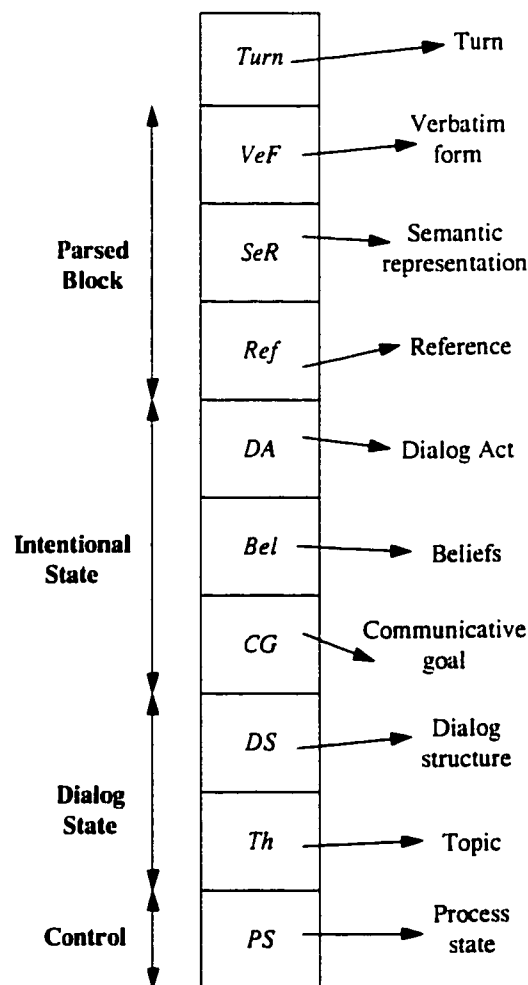 Turn
Turn
VeF
Verbatim
form
Parsed
Block
SeR
Semantic
representation
Ref
Reference
DA
Dialog Act
Intentional
State
Bel
Beliefs
CG
Communicative
goal
DS
Dialog
structure
Dialog
State
Th
Topic
Control
PS
Process
state